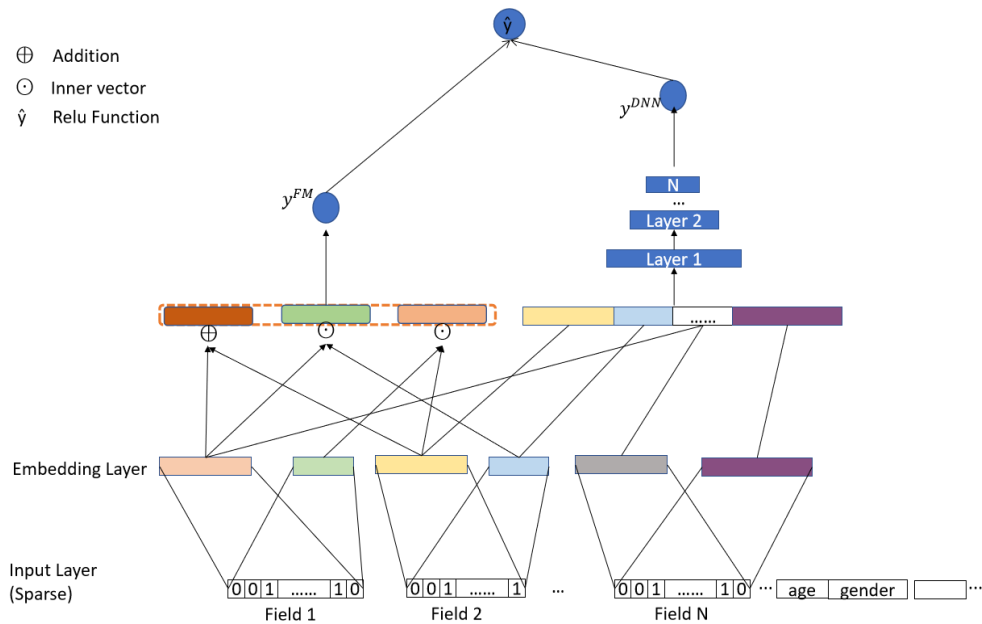 ŷ
⊕ Addition
⊙ Inner vector
ŷ Relu Function
y^DNN
N
...
y^FM
Layer 2
Layer 1
......
⊕ ⊙ ⊙
Embedding Layer
Input Layer
(Sparse)
0 0 1 ...... 1 0
0 0 1 ...... 1
...
0 0 1 ...... 1 0
... age gender ...
Field 1
Field 2
Field N